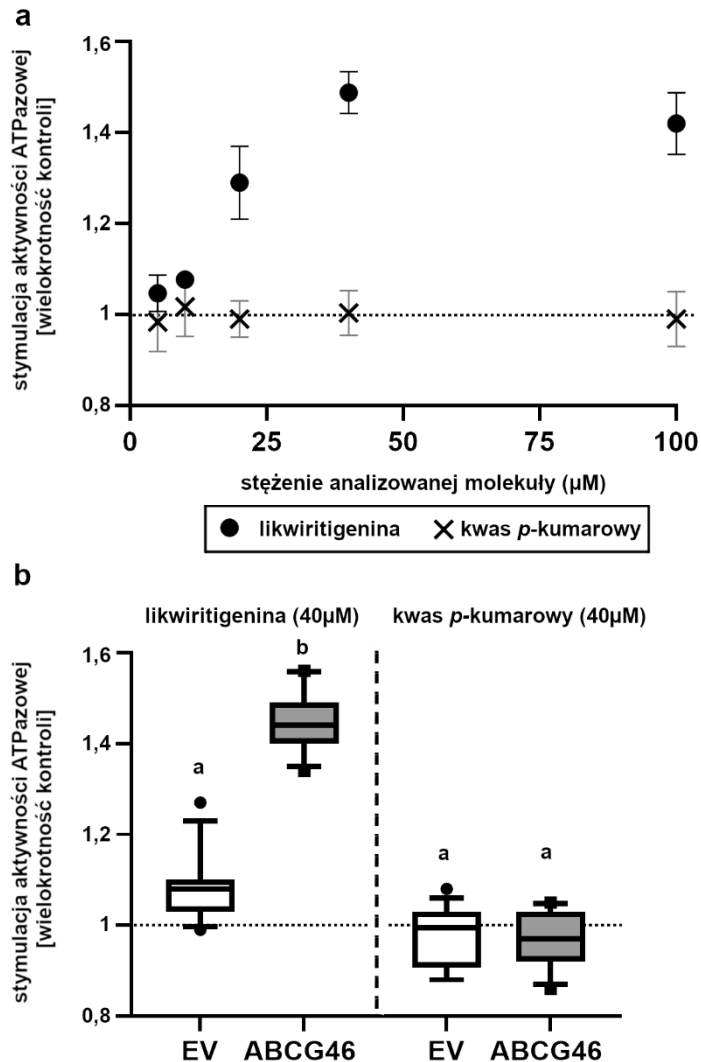 a
stymulacja aktywności ATPazowej
[wielokrotność kontroli]
1,6
1,4
1,2
1
0,8
0 25 50 75 100
stężenie analizowanej molekuły (µM)
likwiritigenina kwas p-kumarowy
b
likwiritigenina (40µM) kwas p-kumarowy (40µM)
stymulacja aktywności ATPazowej
[wielokrotność kontroli]
1,6
1,4
1,2
1
0,8
a b a a
EV ABCG46 EV ABCG46